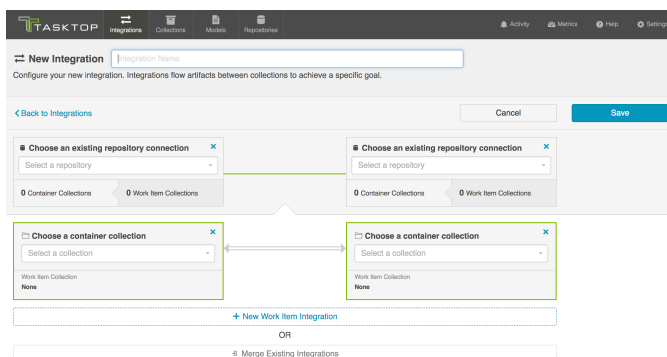 TASKTOP
Integrations Collections Models Repositories
Activity Metrics Help Settings
New Integration Integration Name
Configure your new integration. Integrations flow artifacts between collections to achieve a specific goal.
Back to Integrations Cancel Save
Choose an existing repository connection Choose an existing repository connection
Select a repository Select a repository
0 Container Collections 0 Work Item Collections 0 Container Collections 0 Work Item Collections
Choose a container collection Choose a container collection
Select a collection Select a collection
Work Item Collection Work Item Collection
None None
+ New Work Item Integration
OR
Merge Existing Integrations